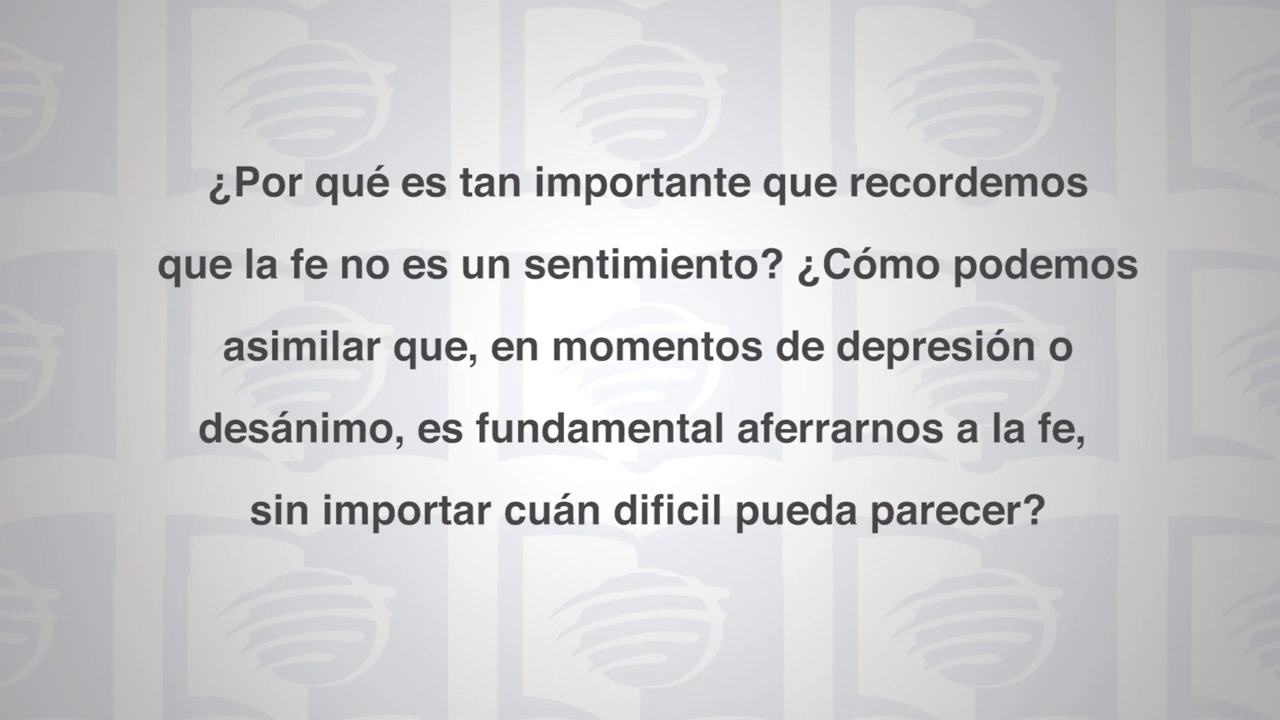 ¿Por qué es tan importante que recordemos
que la fe no es un sentimiento? ¿Cómo podemos
asimilar que, en momentos de depresión o
desánimo, es fundamental aferrarnos a la fe,
sin importar cuán dificil pueda parecer?